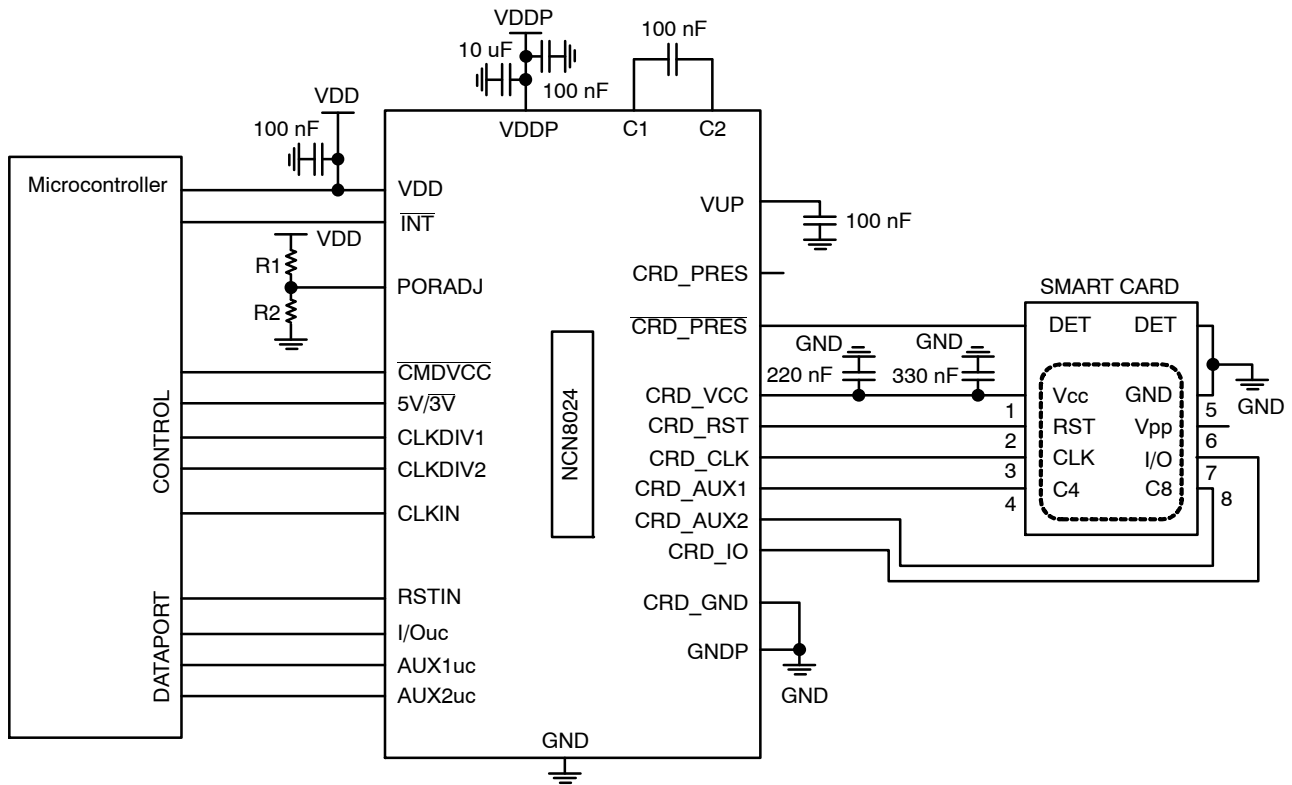 VDDP
10 uF
100 nF
100 nF
VDD
100 nF
VDDP
C1
C2
Microcontroller
VDD
INT
VDD
R1
R2
PORADJ
CMDVCC
5V/3V
CLKDIV1
CLKDIV2
CLKIN
CONTROL
RSTIN
I/Ouc
AUX1uc
AUX2uc
DATAPORT
NCN8024
GND
VUP
100 nF
CRD_PRES
CRD_PRES
CRD_VCC
CRD_RST
CRD_CLK
CRD_AUX1
CRD_AUX2
CRD_IO
CRD_GND
GNDP
GND
GND
220 nF
GND
330 nF
SMART CARD
DET
DET
Vcc
GND
RST
Vpp
CLK
I/O
C4
C8
1
2
3
4
5
6
7
8
GND